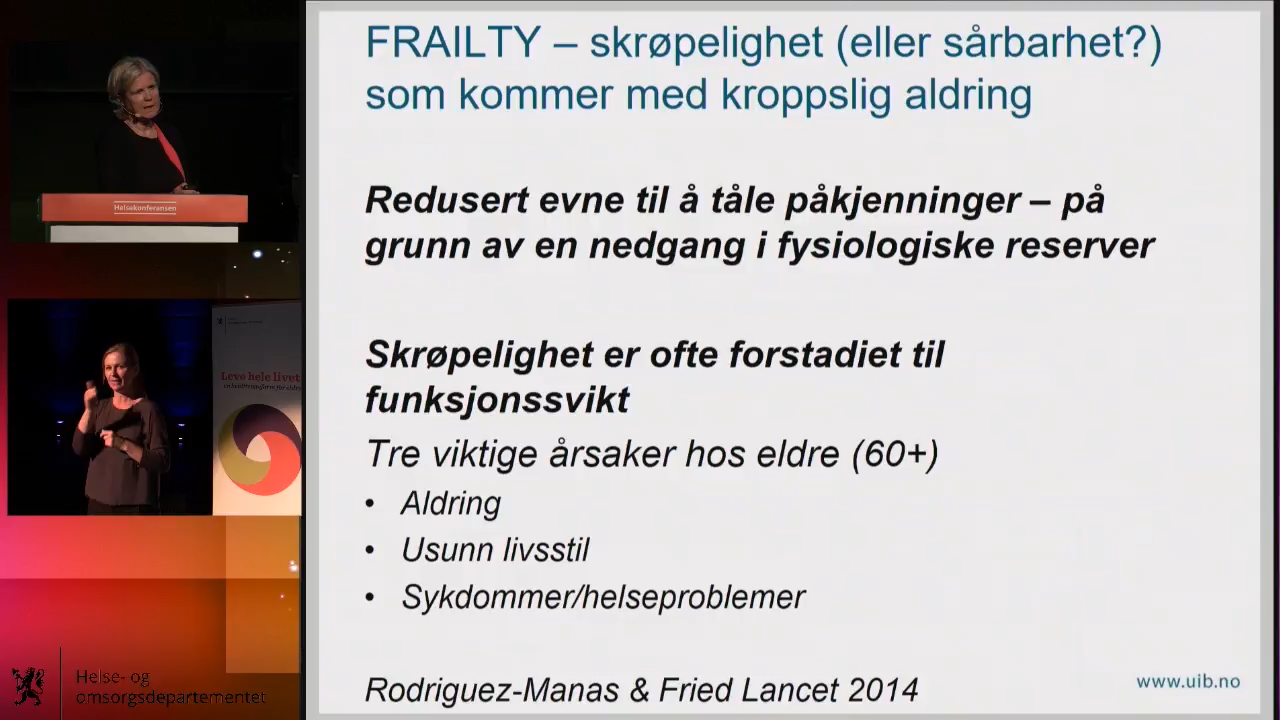 FRAILTY – skrøpelighet (eller sårbarhet?)
som kommer med kroppslig aldring
Redusert evne til å tåle påkjenninger – på
grunn av en nedgang i fysiologiske reserver
Skrøpelighet er ofte forstadiet til
funksjonssvikt
Tre viktige årsaker hos eldre (60+)
• Aldring
• Usunn livsstil
• Sykdommer/helseproblemer
Rodriguez-Manas & Fried Lancet 2014
www.uib.no
Helsekonferansen
Leve hele livet
Helse- og
omsorgsdepartementet